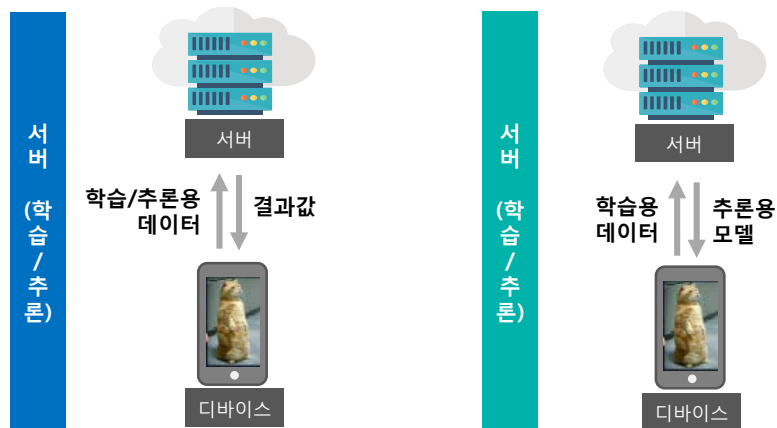 서버 (학습/추론)
서버
학습/추론용
데이터
결과값
디바이스
서버 (학습/추론)
서버
학습용
데이터
추론용
모델
디바이스